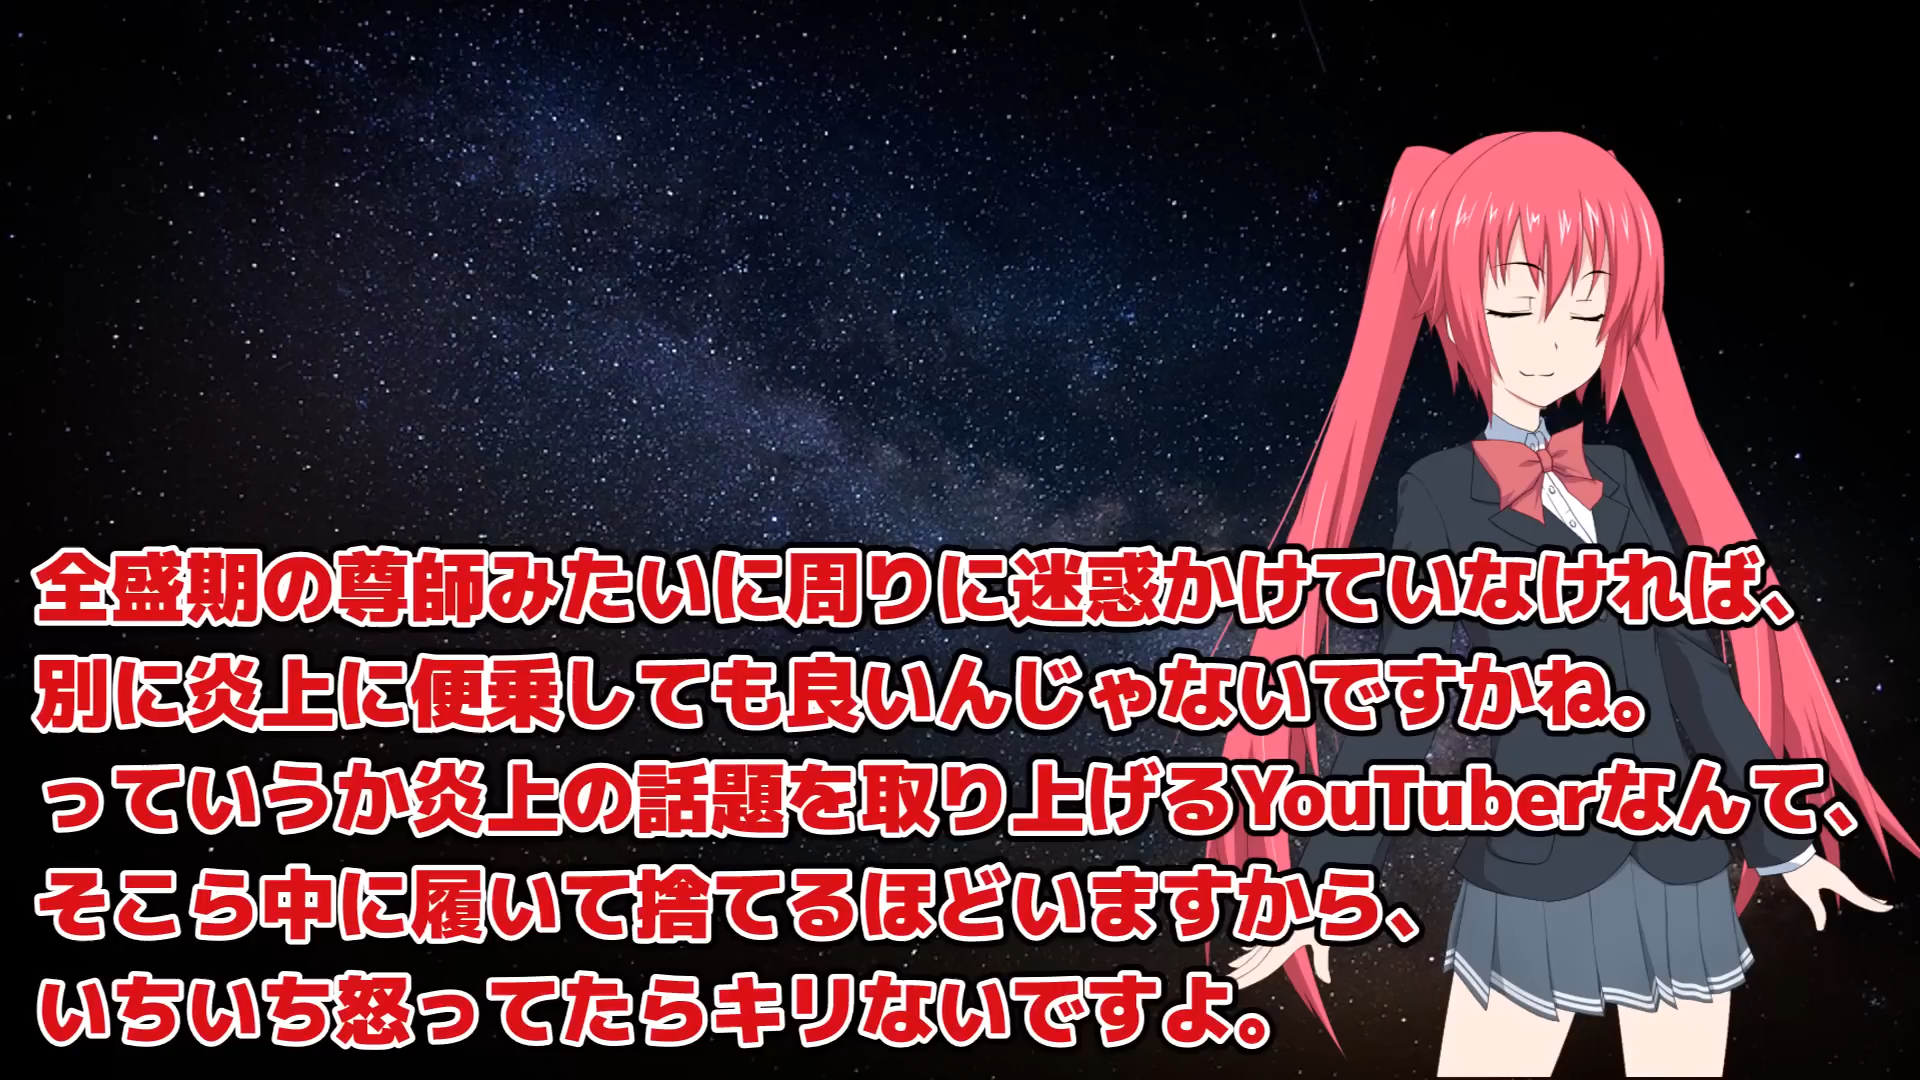 全盛期の尊師みたいに周りに迷惑かけていなければ、
別に炎上に便乗しても良いんじゃないですかね。
っていうか炎上の話題を取り上げるYouTuberなんて、
そこら中に履いて捨てるほどいますから、
いちいち怒ってたらキリないですよ。